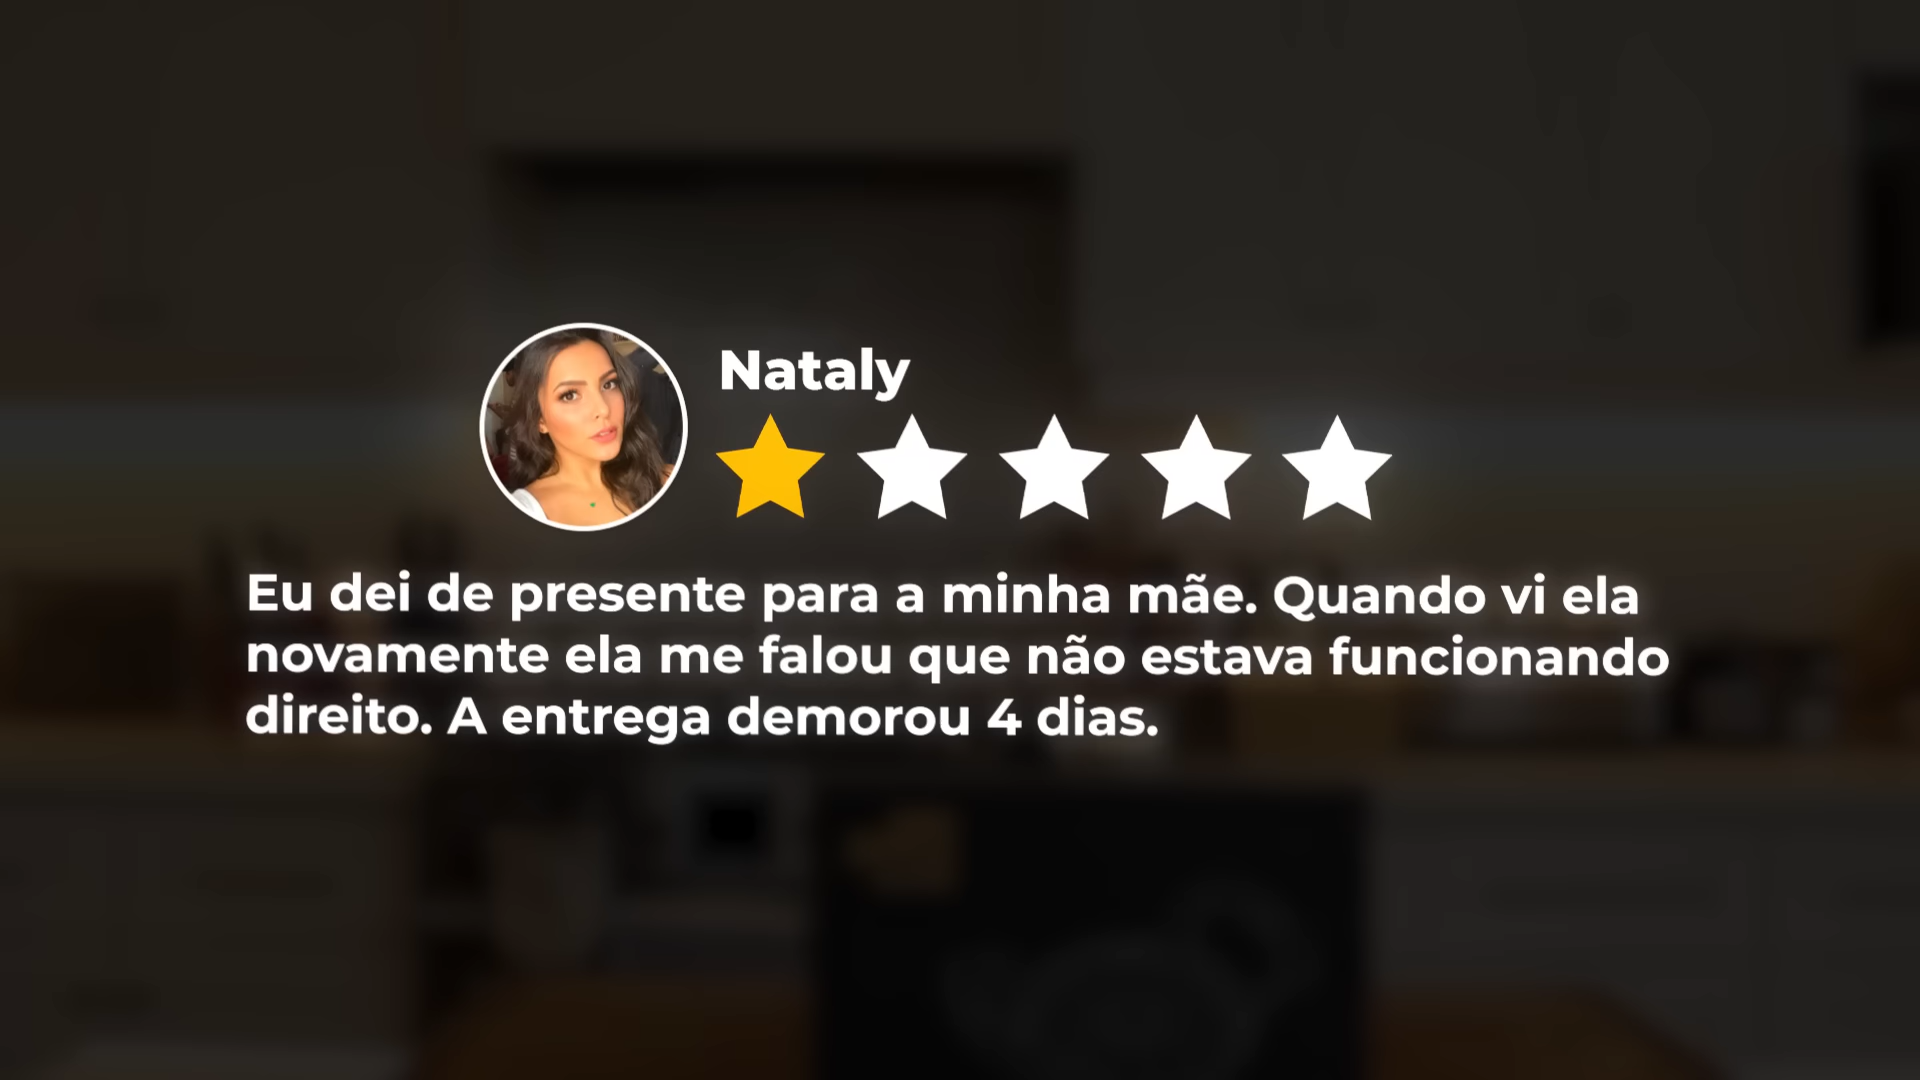 Nataly
Eu dei de presente para a minha mãe. Quando vi ela
novamente ela me falou que não estava funcionando
direito. A entrega demorou 4 dias.